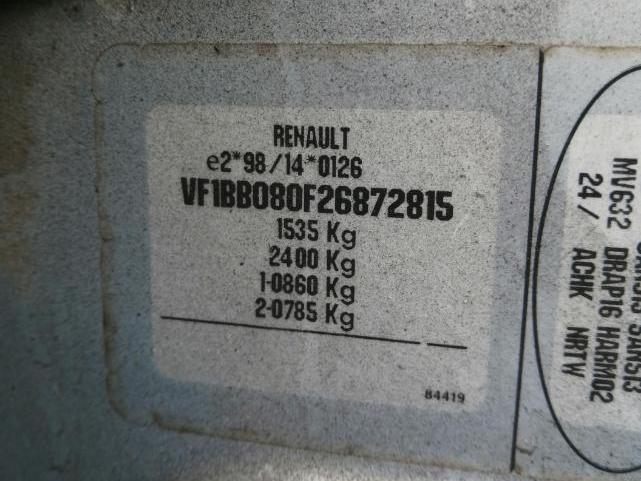 RENAULT
e2*98/14*0126
VF1BB080F26872815
1535 Kg
2400 Kg
1-0860 Kg
2-0785 Kg
84419
SAN513
MV632 DRAP16 HARM02
24/ ACHK NRTW